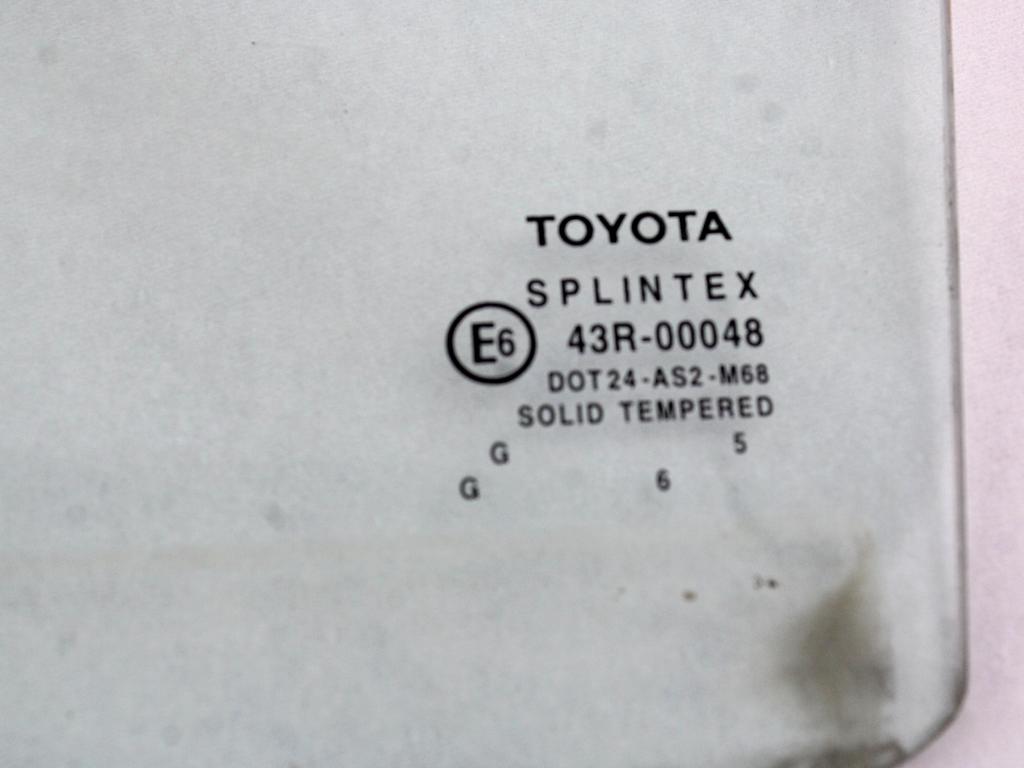 TOYOTA
SPLINTEX
E6 43R-00048
DOT24-AS2-M68
SOLID TEMPERED
G 5
G 6